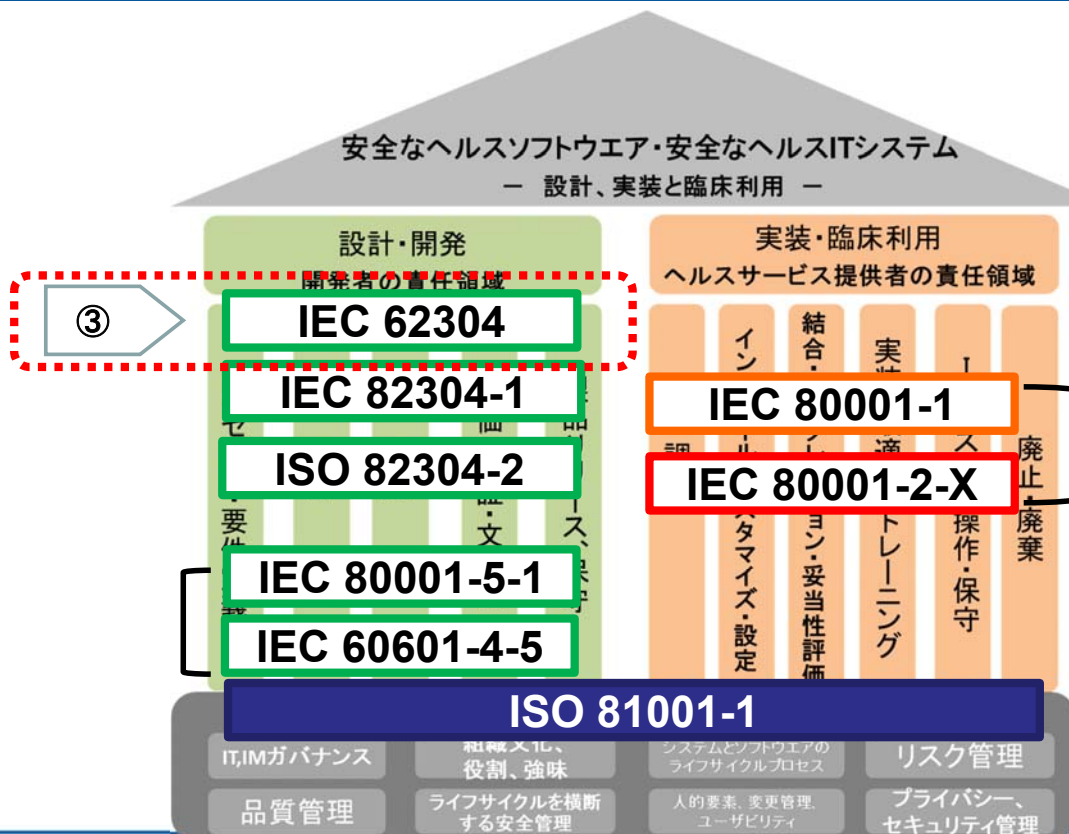 安全なヘルスソフトウエア・安全なヘルスITシステム
－ 設計、実装と臨床利用 －
設計・開発
開発者の責任領域
実装・臨床利用
ヘルスサービス提供者の責任領域
③
IEC 62304
IEC 82304-1
ISO 82304-2
IEC 80001-5-1
IEC 60601-4-5
IEC 80001-1
IEC 80001-2-X
・要件
・文
ース、保守
スタマイズ・設定
結合・
ョン・妥当性評価
実装
トレーニング
操作・保守
廃止・廃棄
ISO 81001-1
IT,IMガバナンス
組織文化、
役割、強味
システムとソフトウエアの
ライフサイクルプロセス
リスク管理
品質管理
ライフサイクルを横断
する安全管理
人的要素、変更管理、
ユーザビリティ
プライバシー、
セキュリティ管理